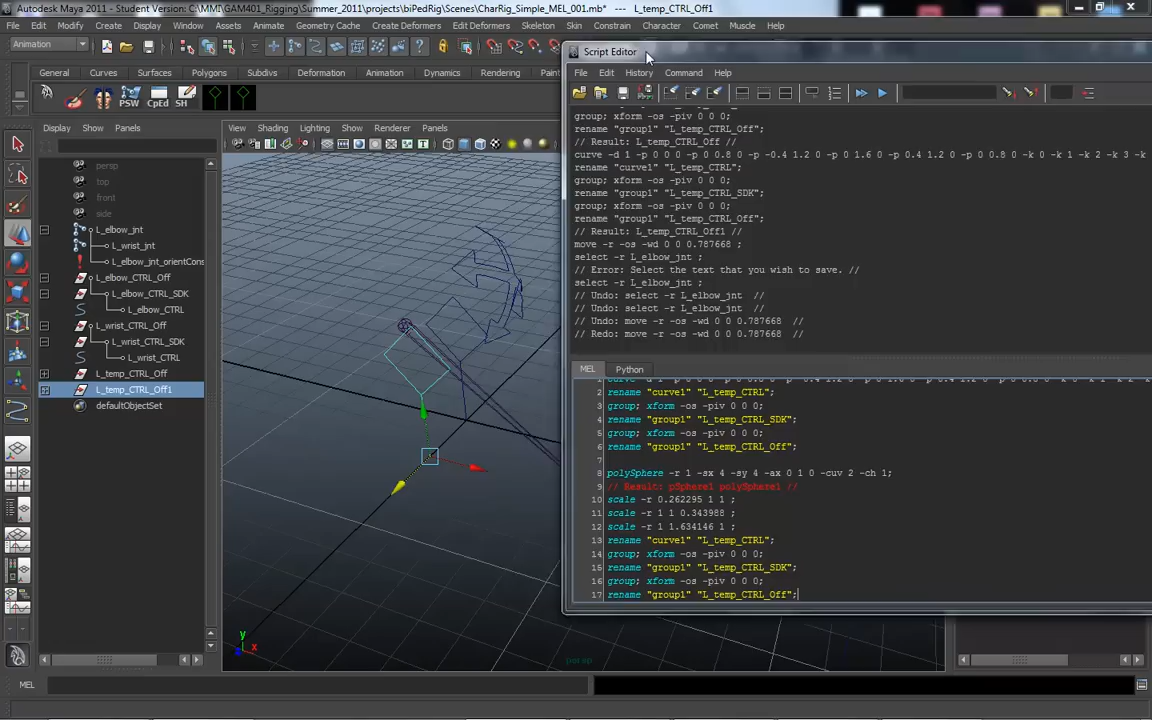 Autodesk Maya 2011 - Student Version: C:\MMI\GAM401_Rigging\Summer_2011\projects\biPedRig\Scenes\CharRig_Simple_MEL_001.mb* --- L_temp_CTRL_Off1
File Edit Modify Create Display Window Assets Animate Geometry Cache Create Deformers Edit Deformers Skeleton Skin Constrain Character Comet Muscle Help
Animation
General Curves Surfaces Polygons Subdivs Deformation Animation Dynamics Rendering
PSW CpEd SH
Display Show Panels
View Shading Lighting Show Renderer Panels
persp
top
front
side
L_elbow_jnt
L_wrist_jnt
L_elbow_jnt_orientCons
L_elbow_CTRL_Off
L_elbow_CTRL_SDK
L_elbow_CTRL
L_wrist_CTRL_Off
L_wrist_CTRL_SDK
L_wrist_CTRL
L_temp_CTRL_Off
L_temp_CTRL_Off1
defaultObjectSet
y
x
z
persp
Script Editor
File Edit History Command Help
group; xform -os -piv 0 0 0;
rename "group1" "L_temp_CTRL_Off";
// Result: L_temp_CTRL_Off //
curve -d 1 -p 0 0 0 -p 0 0.8 0 -p -0.4 1.2 0 -p 0 1.6 0 -p 0.4 1.2 0 -p 0 0.8 0 -k 0 -k 1 -k 2 -k 3 -k
rename "curve1" "L_temp_CTRL";
group; xform -os -piv 0 0 0;
rename "group1" "L_temp_CTRL_SDK";
group; xform -os -piv 0 0 0;
rename "group1" "L_temp_CTRL_Off";
// Result: L_temp_CTRL_Off1 //
move -r -os -wd 0 0 0.787668 ;
select -r L_elbow_jnt ;
// Error: Select the text that you wish to save. //
select -r L_elbow_jnt ;
// Undo: select -r L_elbow_jnt //
// Undo: select -r L_elbow_jnt //
// Undo: move -r -os -wd 0 0 0.787668 //
// Redo: move -r -os -wd 0 0 0.787668 //
MEL Python
2 rename "curve1" "L_temp_CTRL";
3 group; xform -os -piv 0 0 0;
4 rename "group1" "L_temp_CTRL_SDK";
5 group; xform -os -piv 0 0 0;
6 rename "group1" "L_temp_CTRL_Off";
7
8 polySphere -r 1 -sx 4 -sy 4 -ax 0 1 0 -cuv 2 -ch 1;
9 // Result: pSphere1 polySphere1 //
10 scale -r 0.262295 1 1 ;
11 scale -r 1 1 0.343988 ;
12 scale -r 1 1.634146 1 ;
13 rename "curve1" "L_temp_CTRL";
14 group; xform -os -piv 0 0 0;
15 rename "group1" "L_temp_CTRL_SDK";
16 group; xform -os -piv 0 0 0;
17 rename "group1" "L_temp_CTRL_Off";
MEL